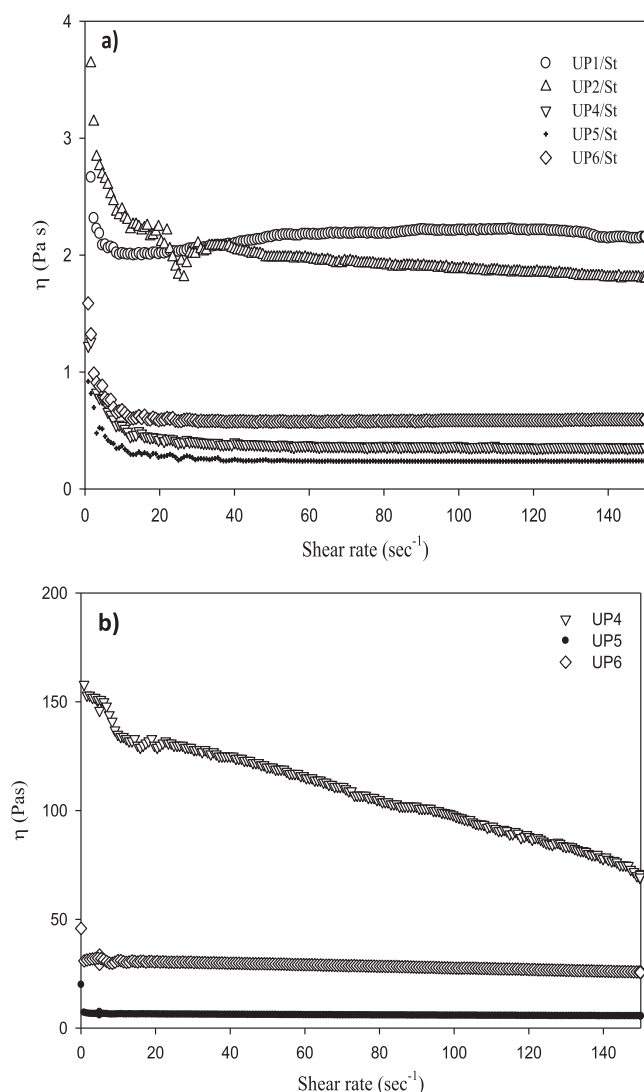 a)
4
3
2
1
0
η (Pa s)
UP1/St
UP2/St
UP4/St
UP5/St
UP6/St
0 20 40 60 80 100 120 140
Shear rate (sec⁻¹)
b)
200
150
100
50
0
η (Pas)
UP4
UP5
UP6
0 20 40 60 80 100 120 140
Shear rate (sec⁻¹)